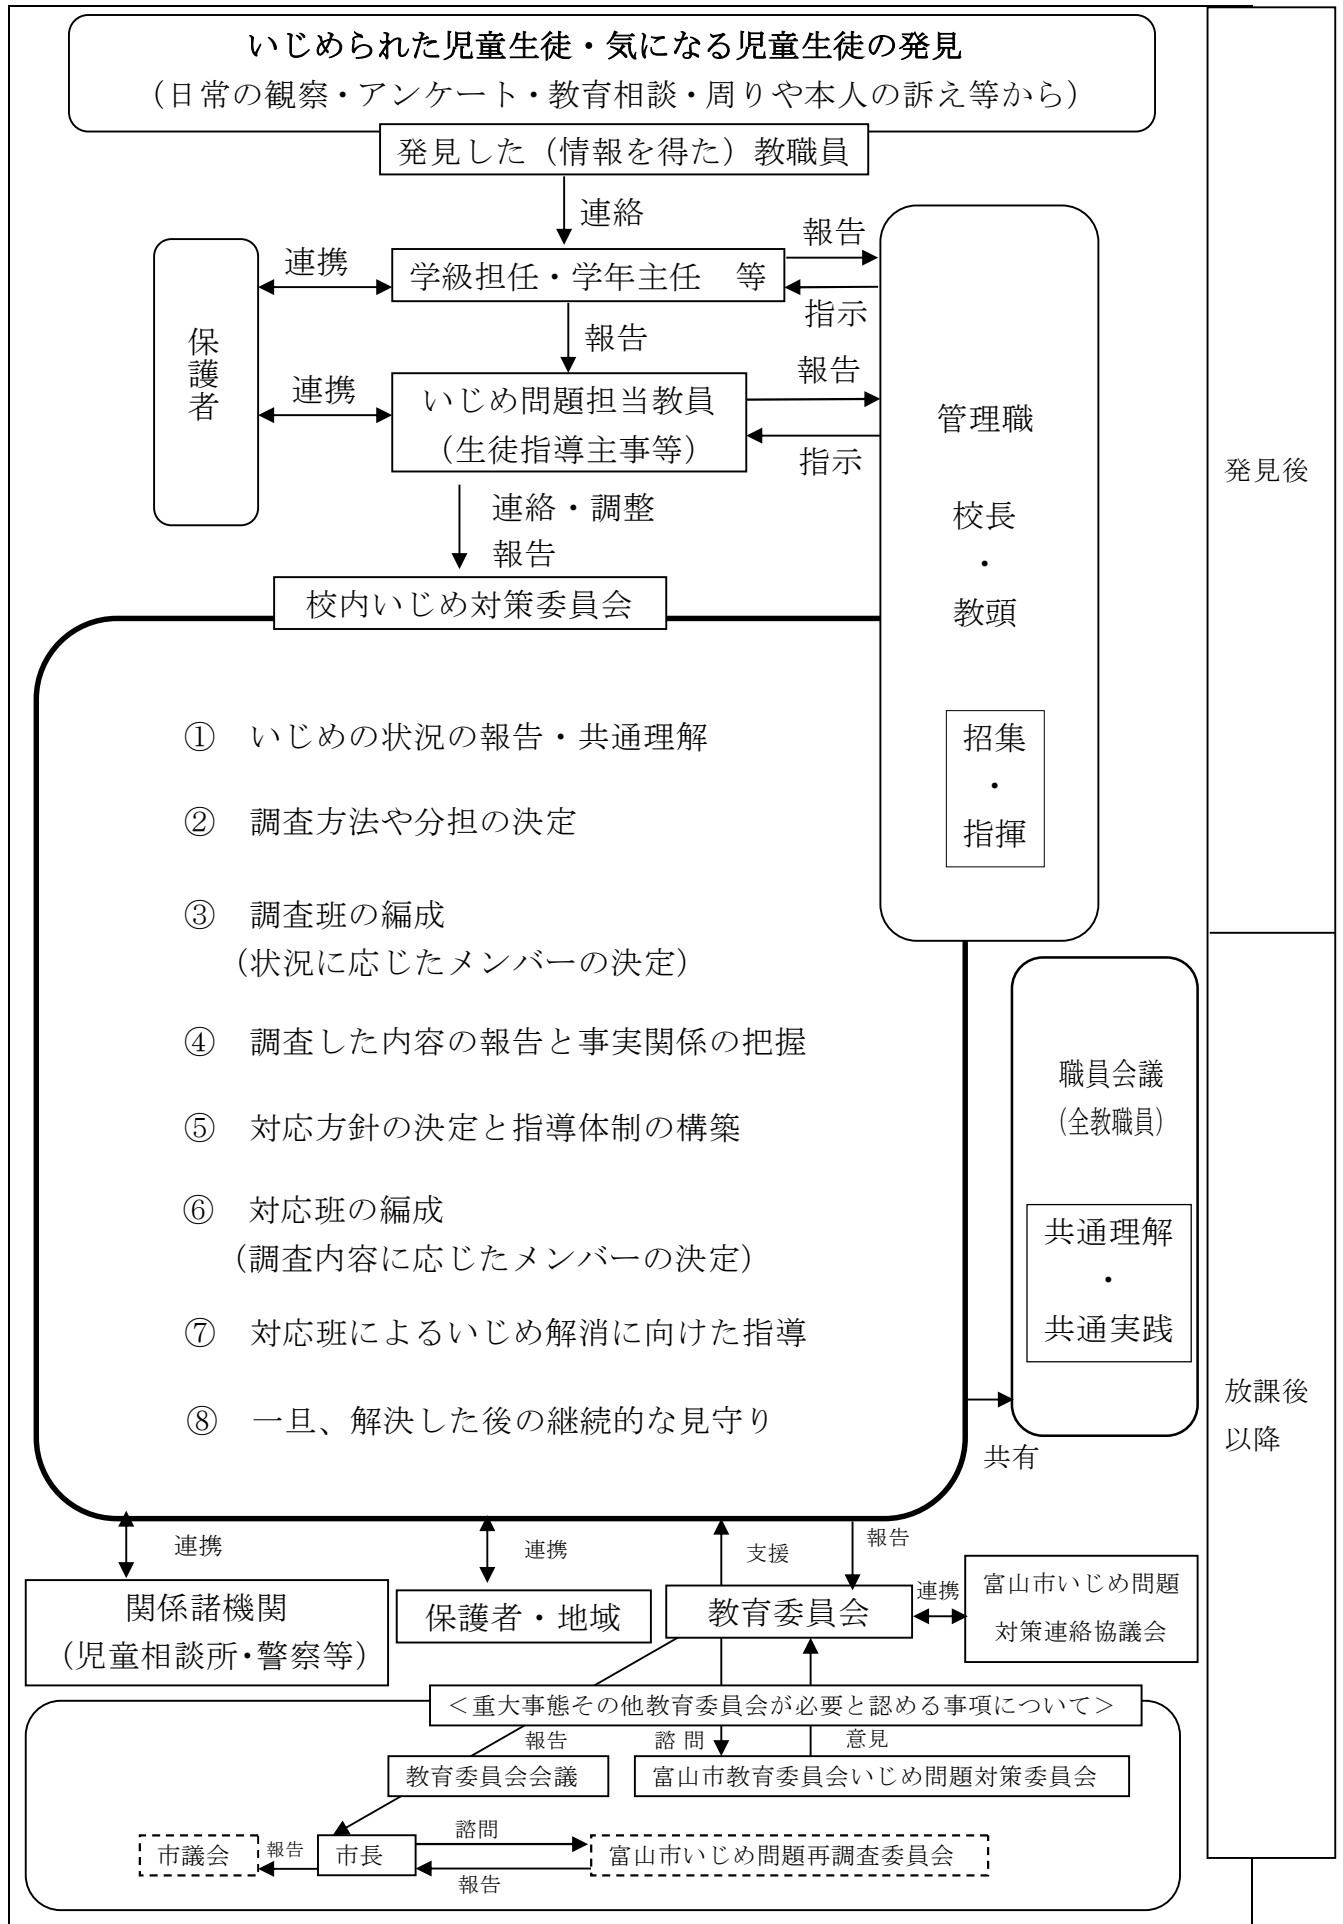 いじめられた児童生徒・気になる児童生徒の発見
（日常の観察・アンケート・教育相談・周りや本人の訴え等から）
発見した（情報を得た）教職員
連絡
報告
連携
学級担任・学年主任　等
指示
報告
保護者
連携
いじめ問題担当教員
（生徒指導主事等）
報告
指示
管理職
校長
・
教頭
招集
・
指揮
発見後
連絡・調整
報告
校内いじめ対策委員会
①　いじめの状況の報告・共通理解
②　調査方法や分担の決定
③　調査班の編成
（状況に応じたメンバーの決定）
④　調査した内容の報告と事実関係の把握
⑤　対応方針の決定と指導体制の構築
⑥　対応班の編成
（調査内容に応じたメンバーの決定）
⑦　対応班によるいじめ解消に向けた指導
⑧　一旦、解決した後の継続的な見守り
職員会議
（全教職員）
共通理解
・
共通実践
共有
放課後
以降
連携
連携
支援
報告
関係諸機関
（児童相談所・警察等）
保護者・地域
教育委員会
連携
富山市いじめ問題
対策連絡協議会
＜重大事態その他教育委員会が必要と認める事項について＞
報告
諮 問
意見
教育委員会会議
富山市教育委員会いじめ問題対策委員会
市議会
報告
市長
諮問
報告
富山市いじめ問題再調査委員会